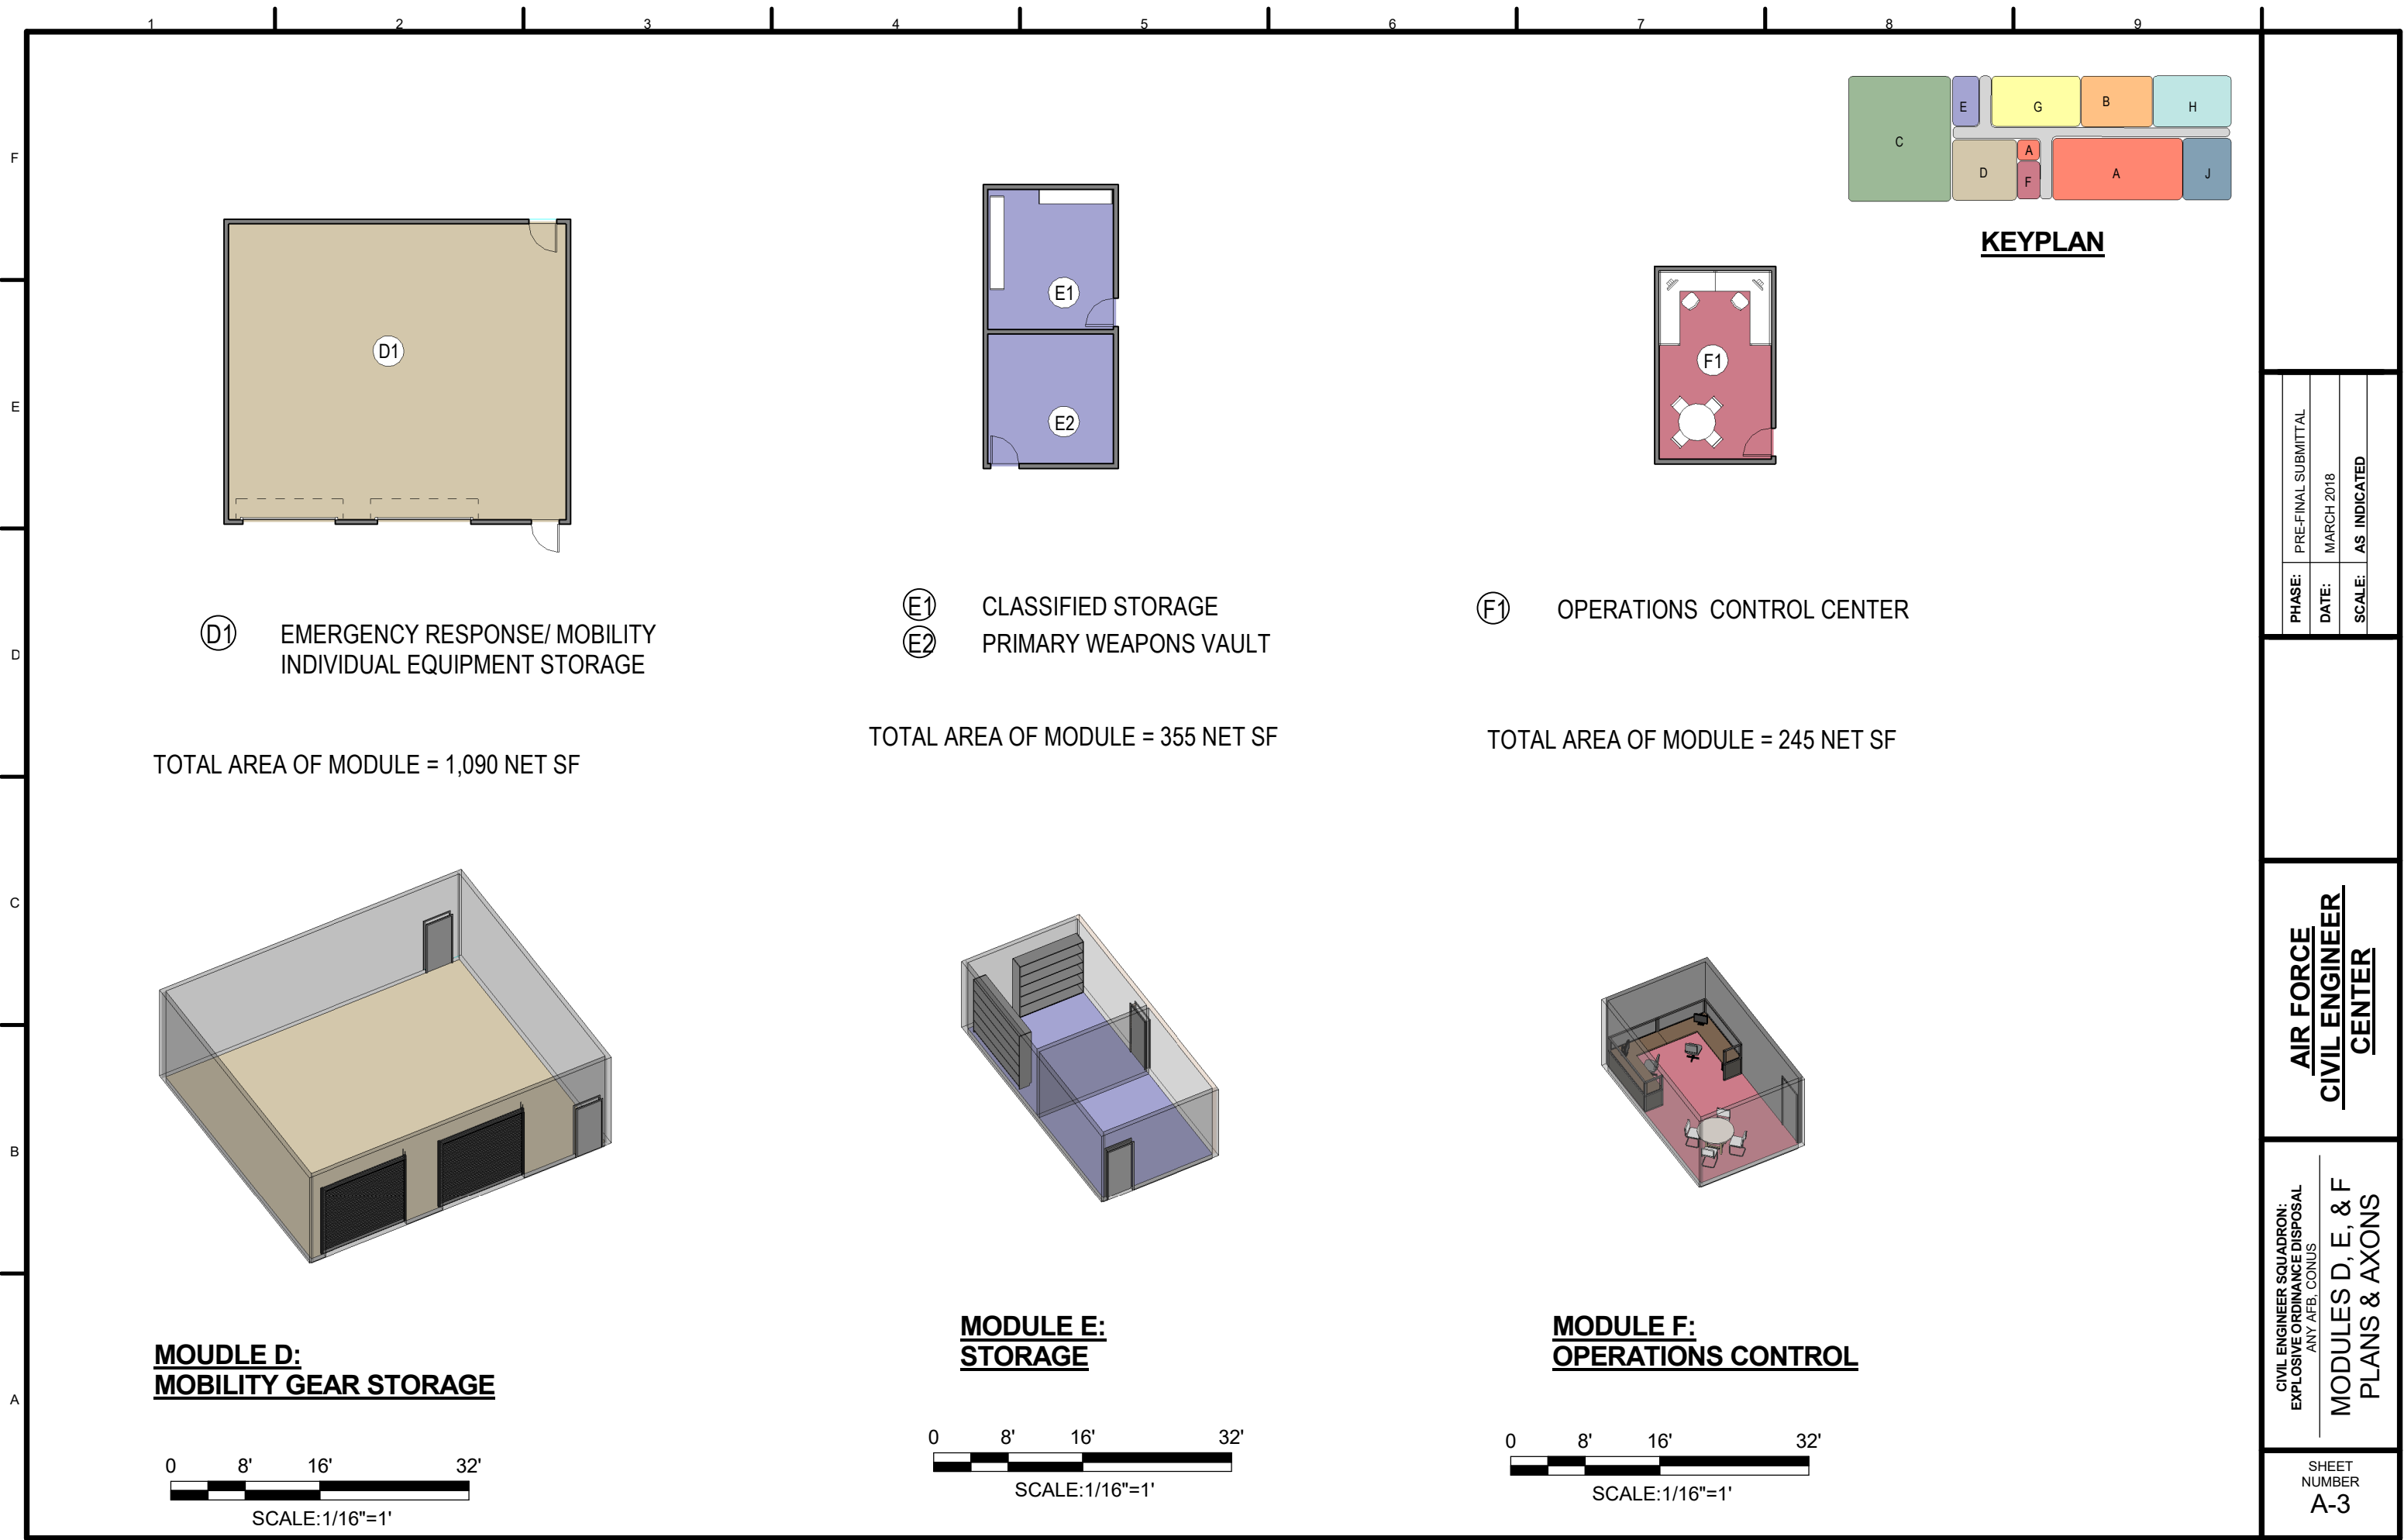 1 2 3 4 5 6 7 8 9
F
E
D
C
B
A
C
E
G
B
H
D
A
F
A
J
KEYPLAN
D1
E1
E2
F1
D1 EMERGENCY RESPONSE/ MOBILITY
INDIVIDUAL EQUIPMENT STORAGE
TOTAL AREA OF MODULE = 1,090 NET SF
E1 CLASSIFIED STORAGE
E2 PRIMARY WEAPONS VAULT
TOTAL AREA OF MODULE = 355 NET SF
F1 OPERATIONS CONTROL CENTER
TOTAL AREA OF MODULE = 245 NET SF
MOUDLE D:
MOBILITY GEAR STORAGE
0 8' 16' 32'
SCALE:1/16"=1'
MODULE E:
STORAGE
0 8' 16' 32'
SCALE:1/16"=1'
MODULE F:
OPERATIONS CONTROL
0 8' 16' 32'
SCALE:1/16"=1'
PHASE: PRE-FINAL SUBMITTAL
DATE: MARCH 2018
SCALE: AS INDICATED
AIR FORCE
CIVIL ENGINEER
CENTER
CIVIL ENGINEER SQUADRON:
EXPLOSIVE ORDINANCE DISPOSAL
ANY AFB, CONUS
MODULES D, E, & F
PLANS & AXONS
SHEET
NUMBER
A-3